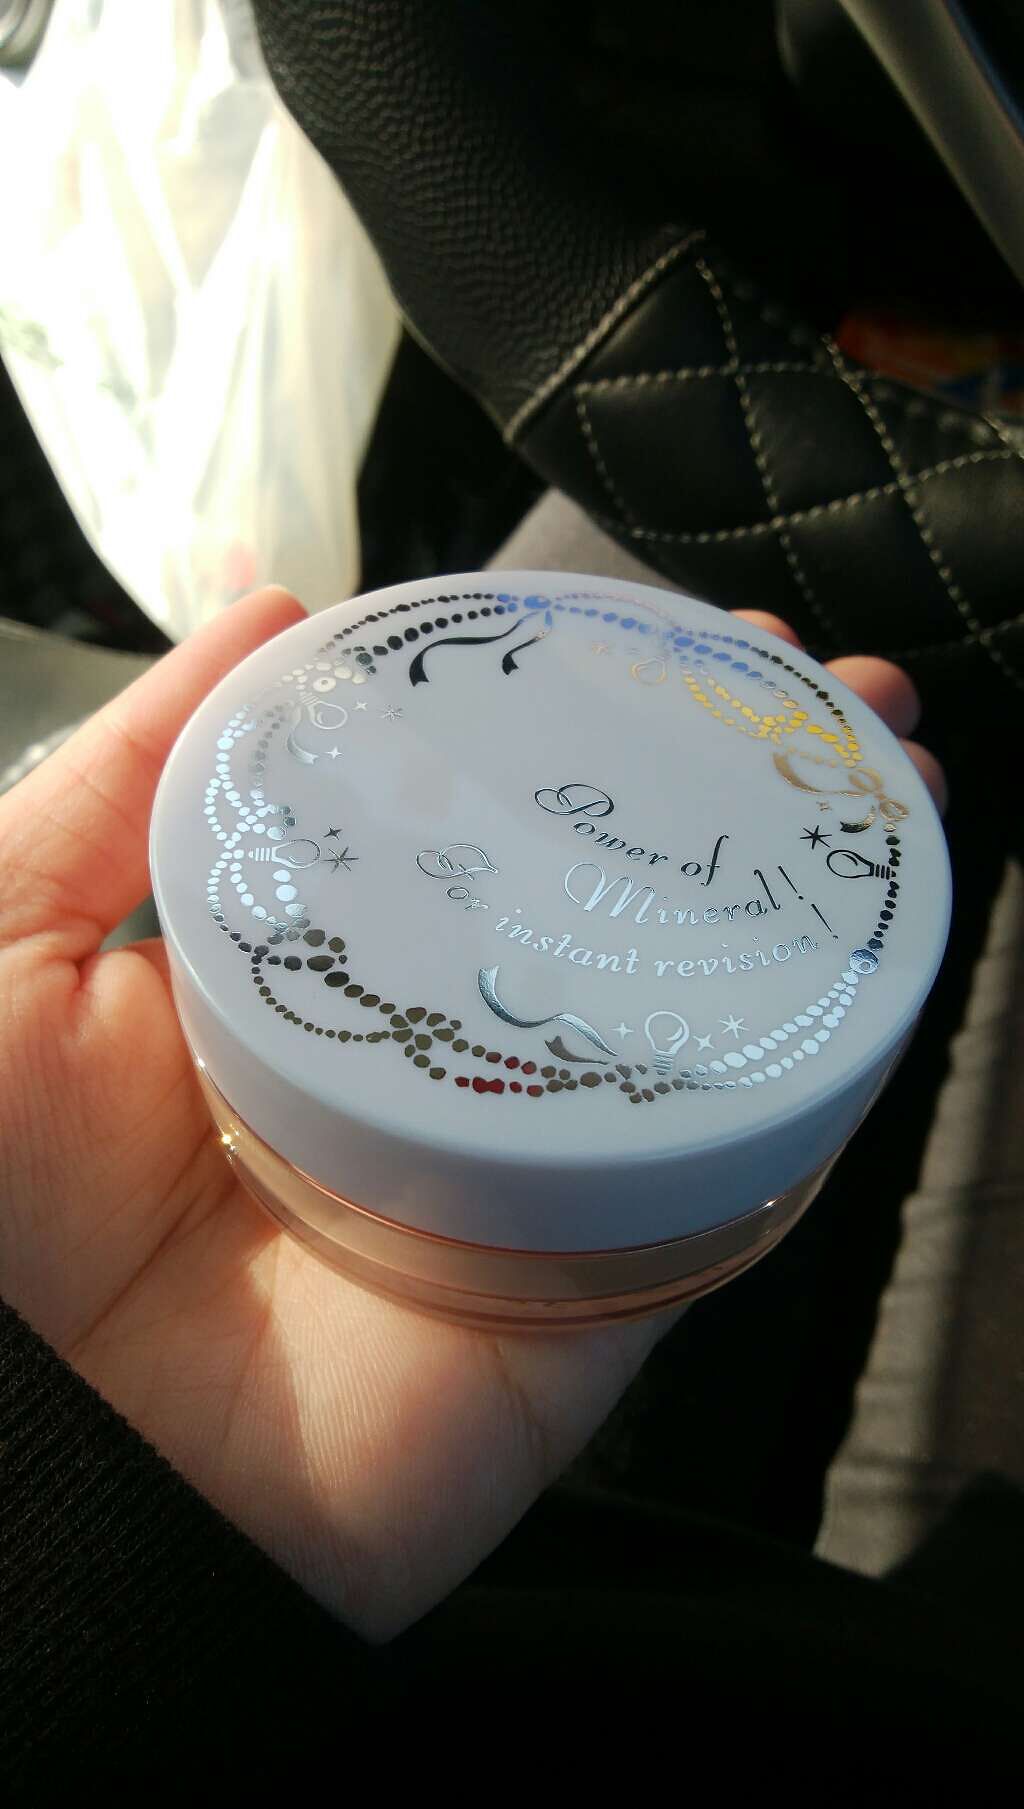 Power of
Mineral!
For instant revision!